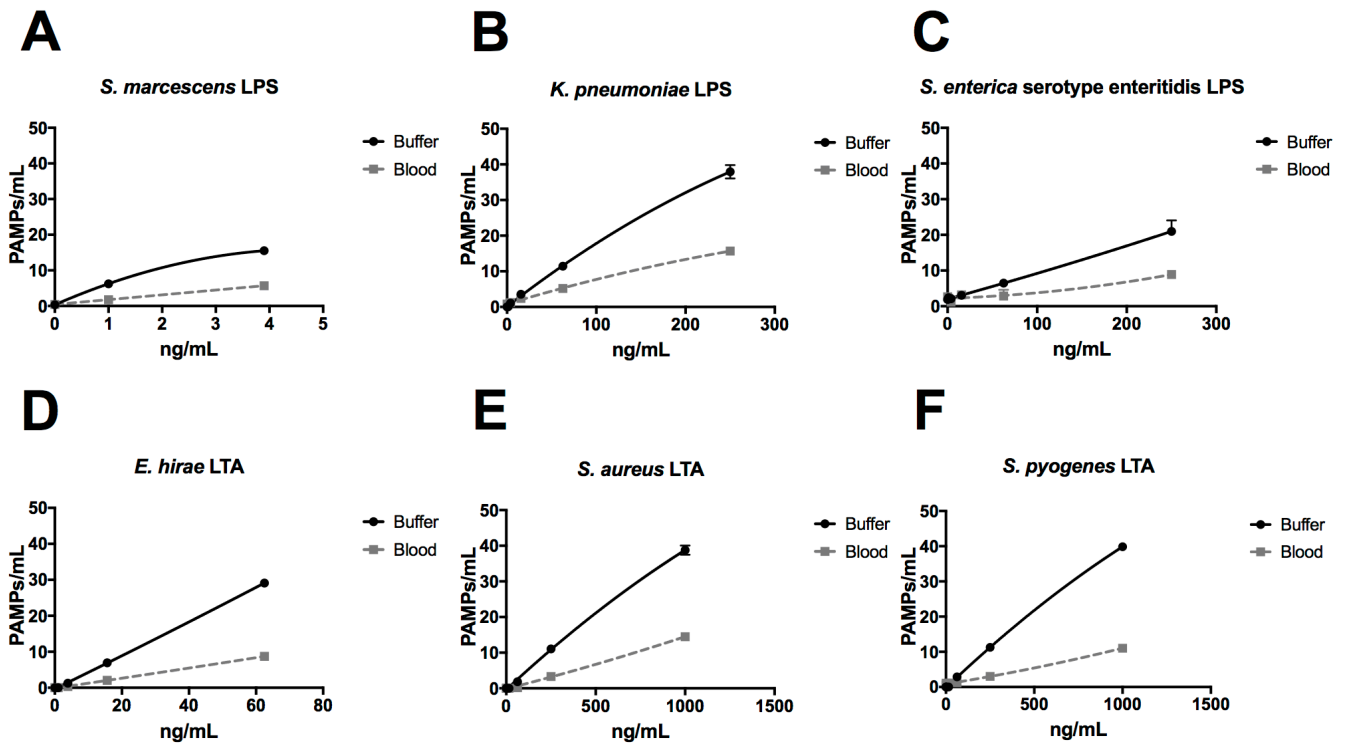 A
S. marcescens LPS
PAMPs/mL
50
40
30
20
10
0
0 1 2 3 4 5
ng/mL
Buffer
Blood
B
K. pneumoniae LPS
PAMPs/mL
50
40
30
20
10
0
0 100 200 300
ng/mL
Buffer
Blood
C
S. enterica serotype enteritidis LPS
PAMPs/mL
50
40
30
20
10
0
0 100 200 300
ng/mL
Buffer
Blood
D
E. hirae LTA
PAMPs/mL
50
40
30
20
10
0
0 20 40 60 80
ng/mL
Buffer
Blood
E
S. aureus LTA
PAMPs/mL
50
40
30
20
10
0
0 500 1000 1500
ng/mL
Buffer
Blood
F
S. pyogenes LTA
PAMPs/mL
50
40
30
20
10
0
0 500 1000 1500
ng/mL
Buffer
Blood